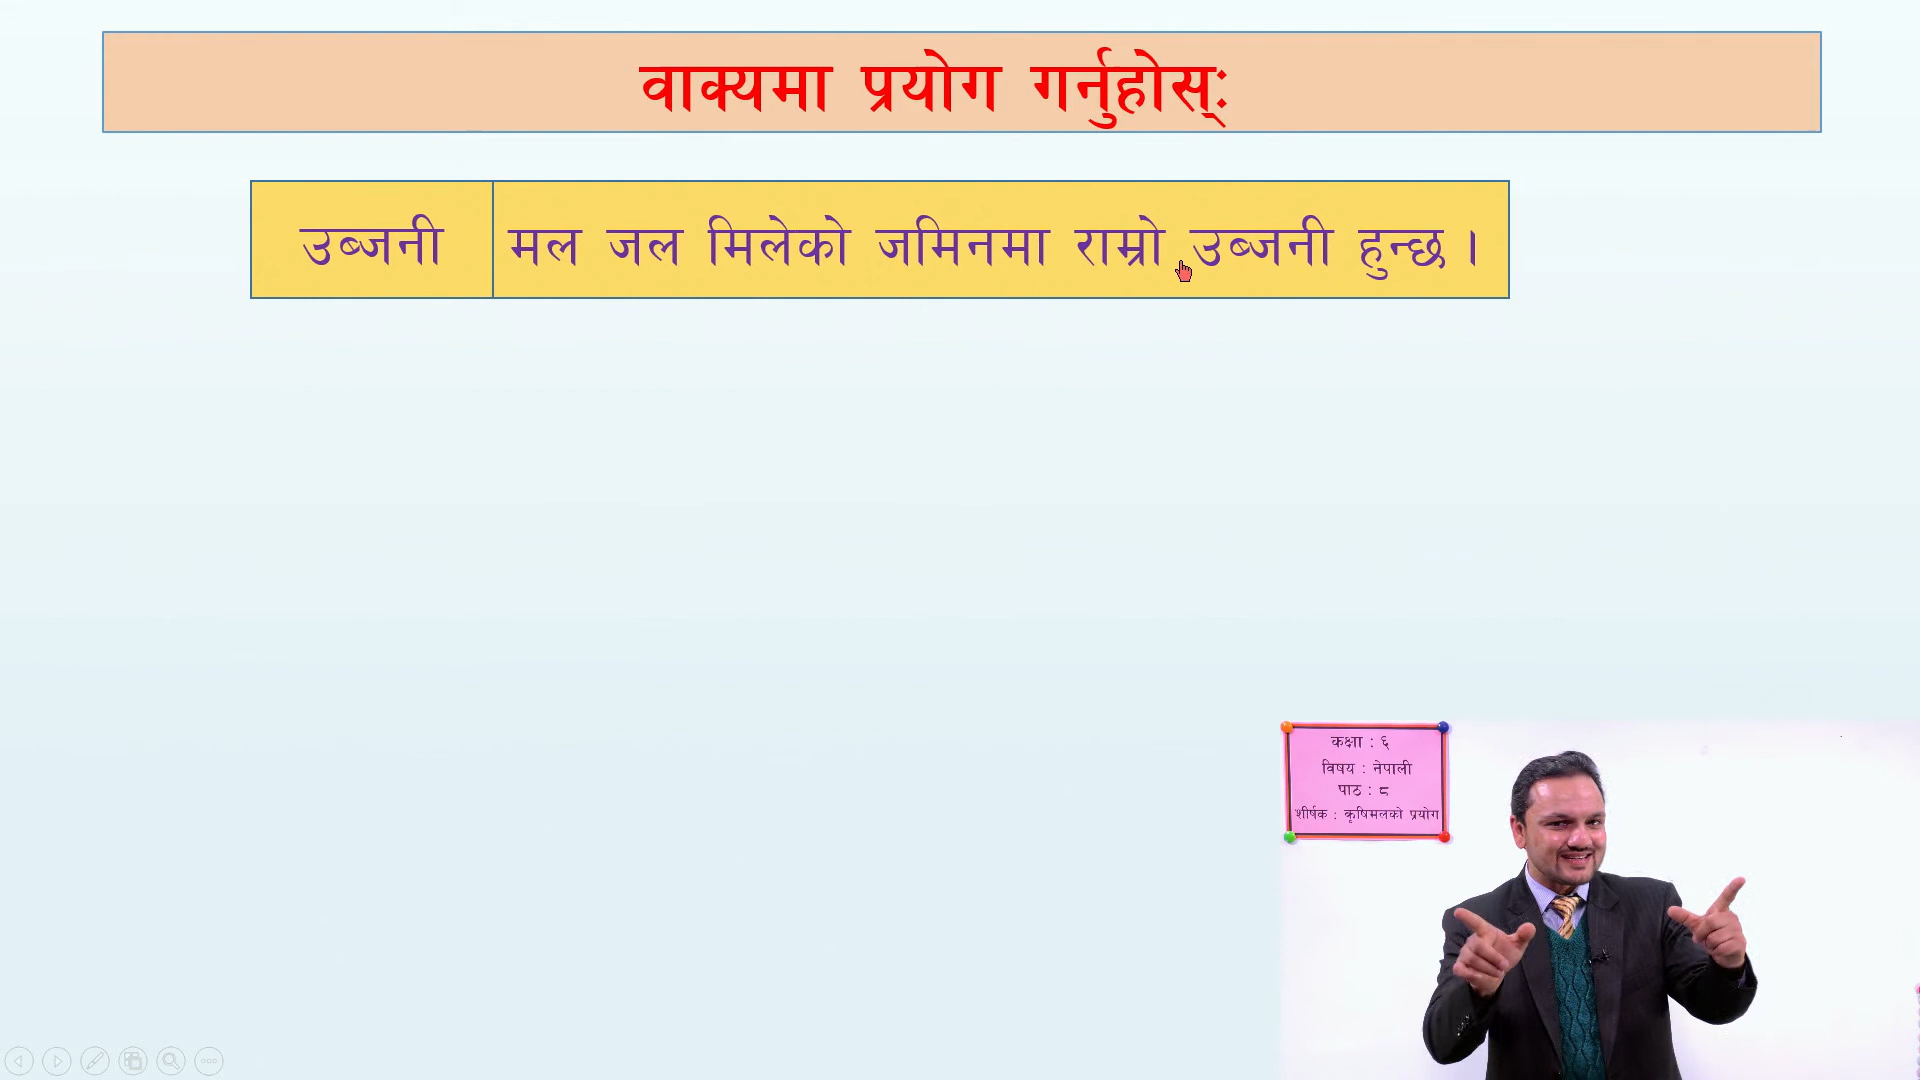 वाक्यमा प्रयोग गर्नुहोस्ः
उब्जनी
मल जल मिलेको जमिनमा राम्रो उब्जनी हुन्छ ।
कक्षा : ६
विषय : नेपाली
पाठ : ८
शीर्षक : कृषिमलको प्रयोग